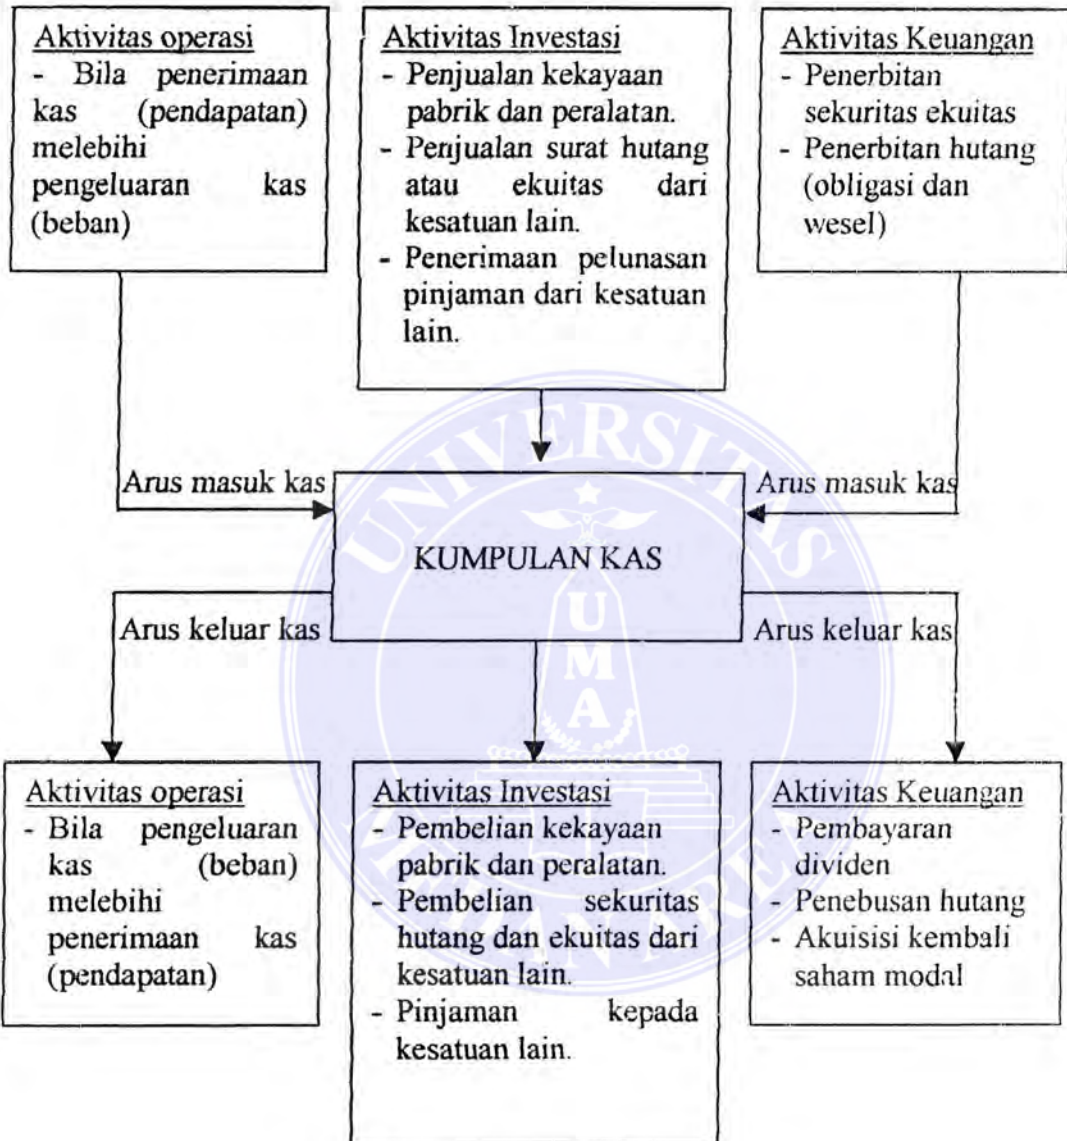 Aktivitas operasi
- Bila penerimaan
kas (pendapatan)
melebihi
pengeluaran kas
(beban)
Aktivitas Investasi
- Penjualan kekayaan
pabrik dan peralatan.
- Penjualan surat hutang
atau ekuitas dari
kesatuan lain.
- Penerimaan pelunasan
pinjaman dari kesatuan
lain.
Aktivitas Keuangan
- Penerbitan
sekuritas ekuitas
- Penerbitan hutang
(obligasi dan
wesel)
Arus masuk kas
Arus masuk kas
KUMPULAN KAS
Arus keluar kas
Arus keluar kas
Aktivitas operasi
- Bila pengeluaran
kas (beban)
melebihi
penerimaan kas
(pendapatan)
Aktivitas Investasi
- Pembelian kekayaan
pabrik dan peralatan.
- Pembelian sekuritas
hutang dan ekuitas dari
kesatuan lain.
- Pinjaman kepada
kesatuan lain.
Aktivitas Keuangan
- Pembayaran
dividen
- Penebusan hutang
- Akuisisi kembali
saham modal
UNIVERSITAS
UMA
MEDAN AREA